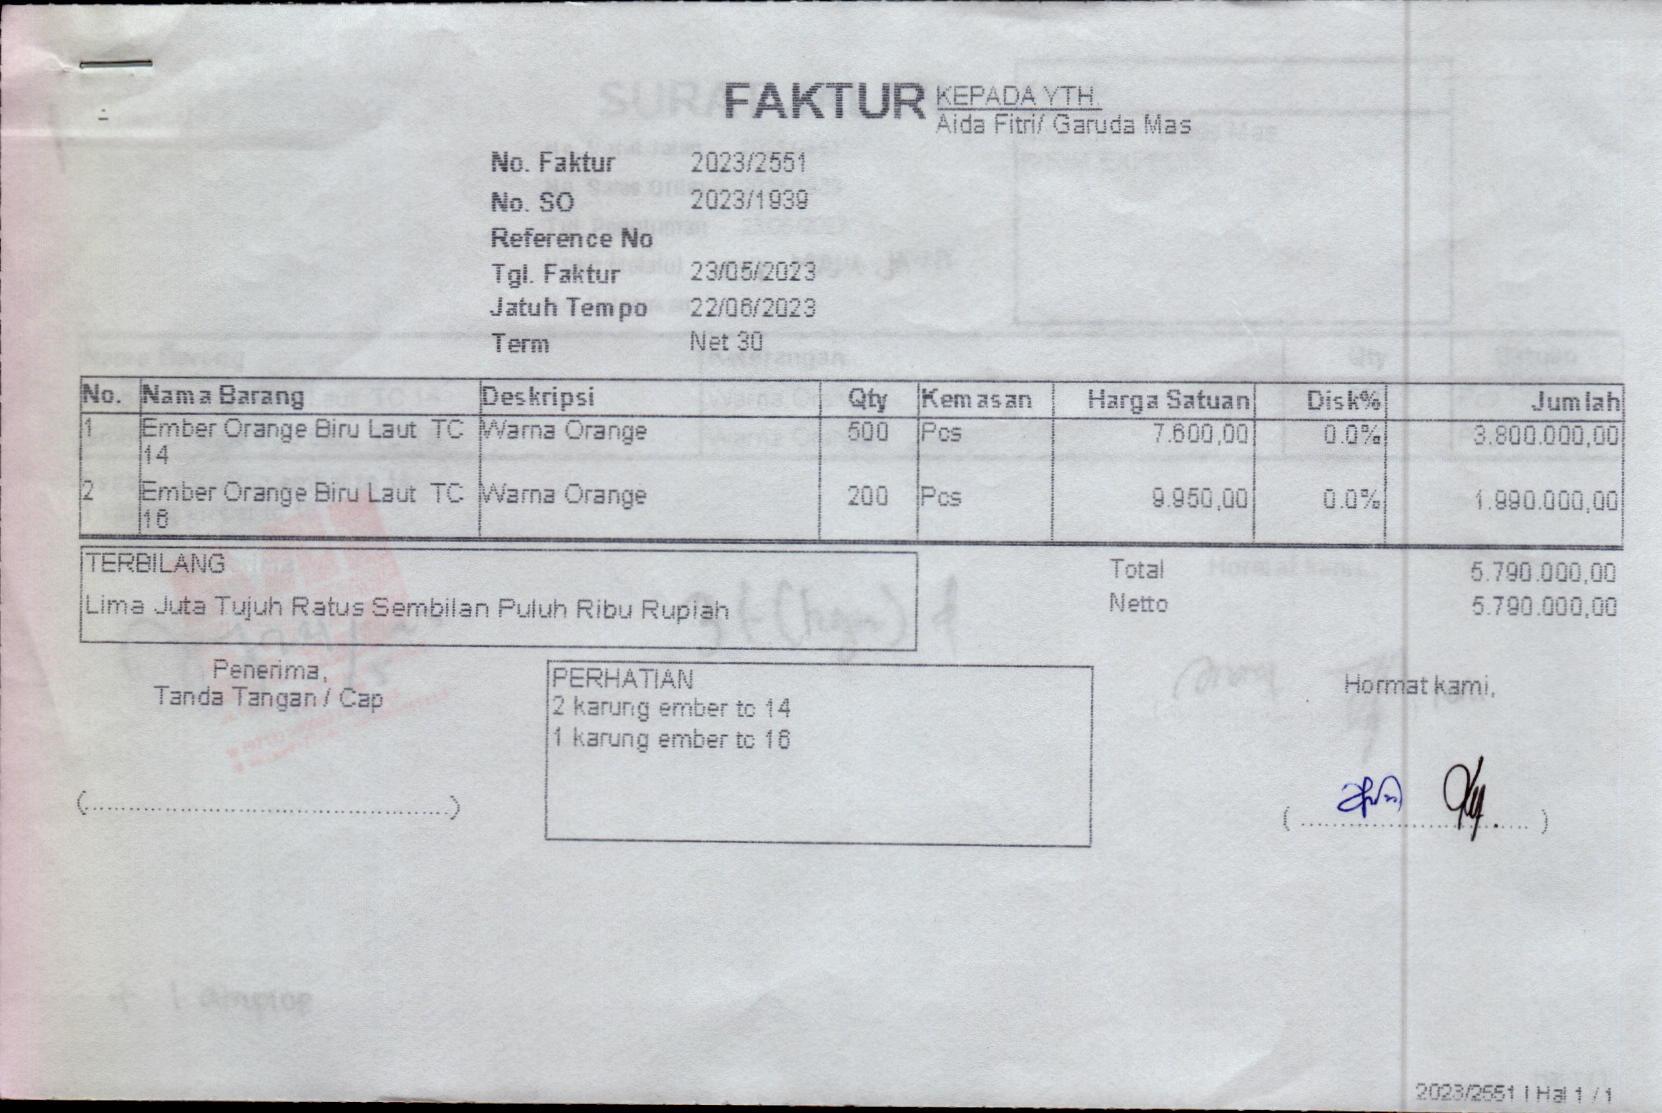 FAKTUR
KEPADA YTH.
Aida Fitri/ Garuda Mas
No. Faktur 2023/2551
No. SO 2023/1939
Reference No
Tgl. Faktur 23/05/2023
Jatuh Tempo 22/06/2023
Term Net 30
No. Nama Barang Deskripsi Qty Kemasan Harga Satuan Disk% Jumlah
1 Ember Orange Biru Laut TC Warna Orange 500 Pcs 7.600,00 0.0% 3.800.000,00
14
2 Ember Orange Biru Laut TC Warna Orange 200 Pcs 9.950,00 0.0% 1.990.000,00
16
TERBILANG
Lima Juta Tujuh Ratus Sembilan Puluh Ribu Rupiah
Total 5.790.000,00
Netto 5.790.000,00
Penerima,
Tanda Tangan / Cap
PERHATIAN
2 karung ember tc 14
1 karung ember tc 16
Hormat kami,
2023/2551 | Hal 1 / 1